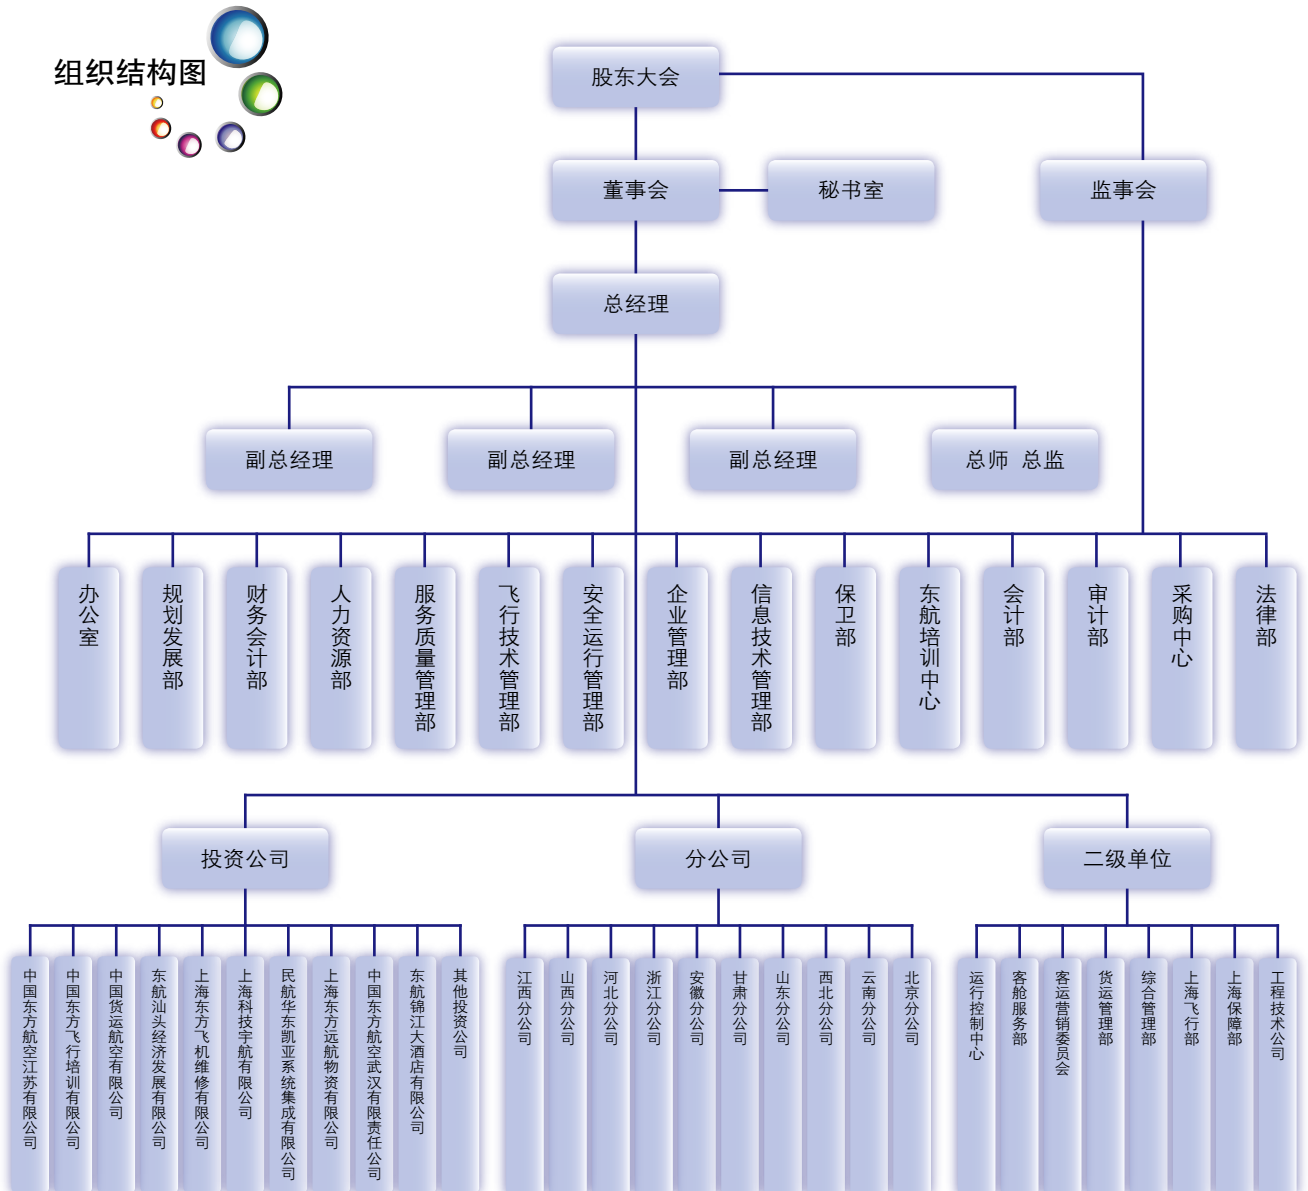 组织结构图
股东大会
董事会
秘书室
监事会
总经理
副总经理
副总经理
副总经理
总师 总监
办公室
规划发展部
财务会计部
人力资源部
服务质量管理部
飞行技术管理部
安全运行管理部
企业管理部
信息技术管理部
保卫部
东航培训中心
会计部
审计部
采购中心
法律部
投资公司
分公司
二级单位
中国东方航空江苏有限公司
中国东方飞行培训有限公司
中国货运航空有限公司
东航汕头经济发展有限公司
上海东方飞机维修有限公司
上海科技宇航有限公司
民航华东凯亚系统集成有限公司
上海东方远航物资有限公司
中国东方航空武汉有限责任公司
东航锦江大酒店有限公司
其他投资公司
江西分公司
山西分公司
河北分公司
浙江分公司
安徽分公司
甘肃分公司
山东分公司
西北分公司
云南分公司
北京分公司
运行控制中心
客舱服务部
客运营销委员会
货运管理部
综合管理部
上海飞行部
上海保障部
工程技术公司